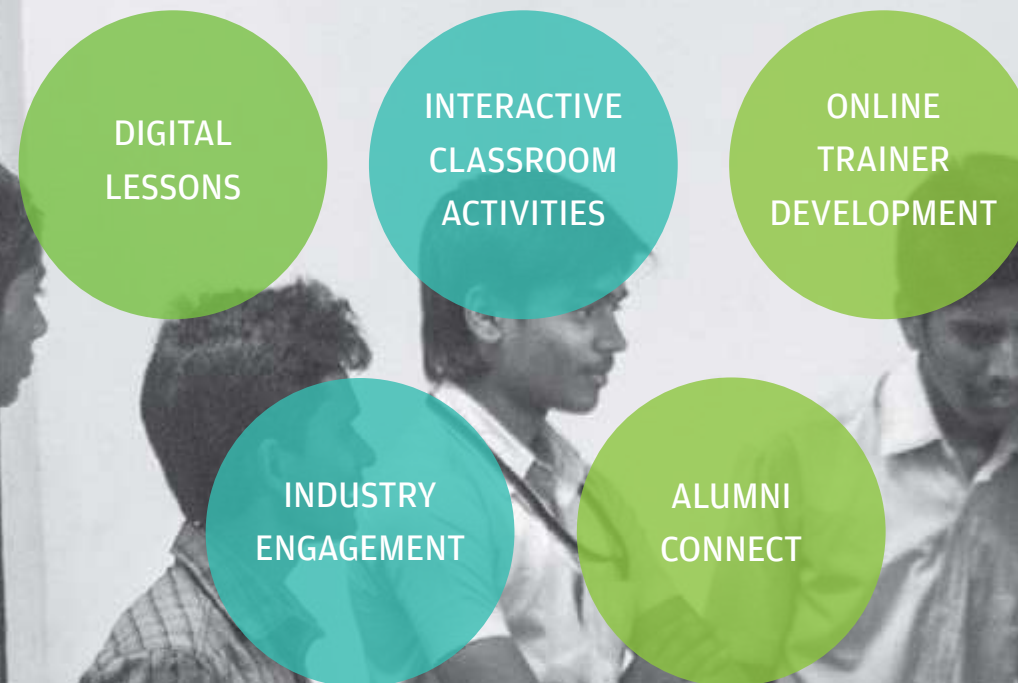 DIGITAL
LESSONS
INTERACTIVE
CLASSROOM
ACTIVITIES
ONLINE
TRAINER
DEVELOPMENT
INDUSTRY
ENGAGEMENT
ALUMNI
CONNECT